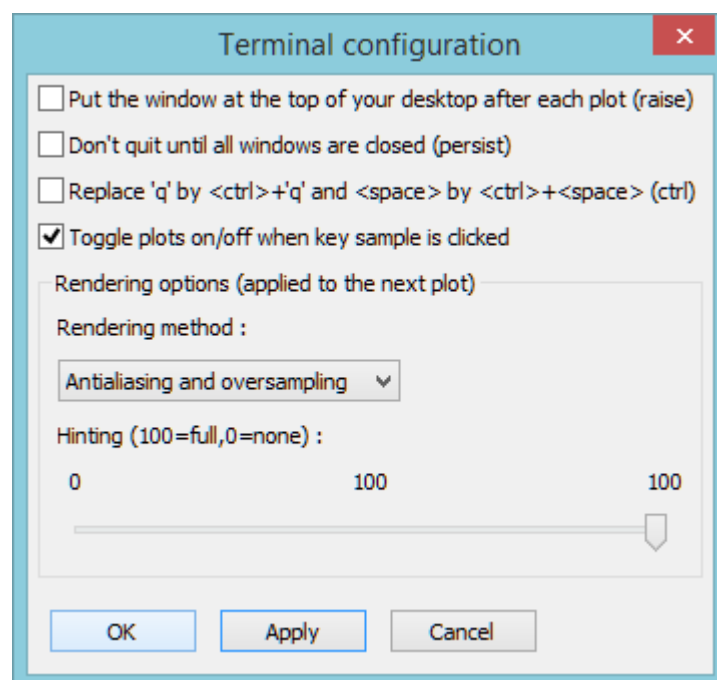 Terminal configuration
Put the window at the top of your desktop after each plot (raise)
Don't quit until all windows are closed (persist)
Replace 'q' by <ctrl>+'q' and <space> by <ctrl>+<space> (ctrl)
Toggle plots on/off when key sample is clicked
Rendering options (applied to the next plot)
Rendering method :
Antialiasing and oversampling
Hinting (100=full,0=none) :
0 100 100
OK Apply Cancel